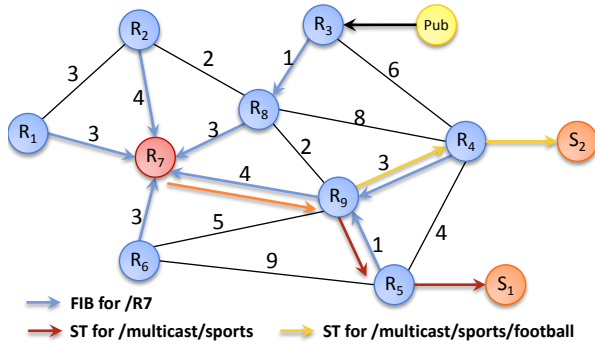 R2
R3
Pub
1
3
2
6
4
R8
8
R1
3
3
R4
S2
R7
2
3
4
R9
3
5
1
4
R6
9
R5
S1
FIB for /R7
ST for /multicast/sports
ST for /multicast/sports/football